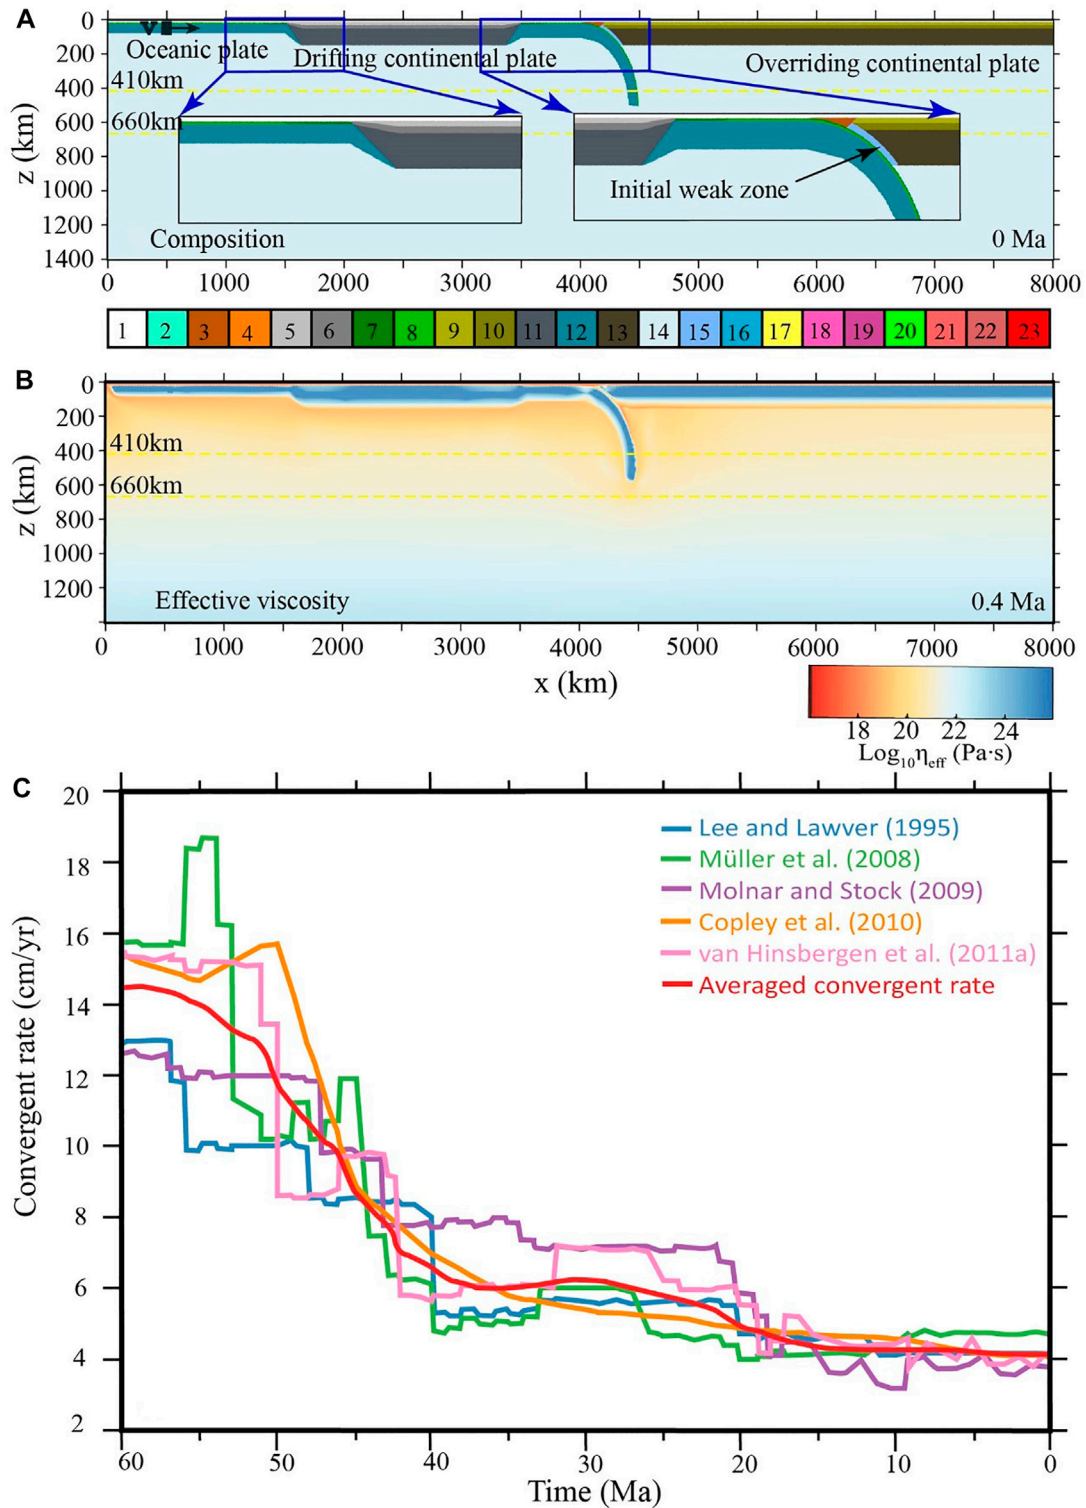 A
0
200
400
600
800
1000
1200
1400
z (km)
V
Oceanic plate
Drifting continental plate
Overriding continental plate
410km
660km
Initial weak zone
Composition
0 Ma
0 1000 2000 3000 4000 5000 6000 7000 8000
1 2 3 4 5 6 7 8 9 10 11 12 13 14 15 16 17 18 19 20 21 22 23
B
0
200
400
600
800
1000
1200
z (km)
410km
660km
Effective viscosity
0.4 Ma
0 1000 2000 3000 4000 5000 6000 7000 8000
x (km)
18 20 22 24
Log10ηeff (Pa·s)
C
20
18
16
14
12
10
8
6
4
2
Convergent rate (cm/yr)
Lee and Lawver (1995)
Müller et al. (2008)
Molnar and Stock (2009)
Copley et al. (2010)
van Hinsbergen et al. (2011a)
Averaged convergent rate
60 50 40 30 20 10 0
Time (Ma)